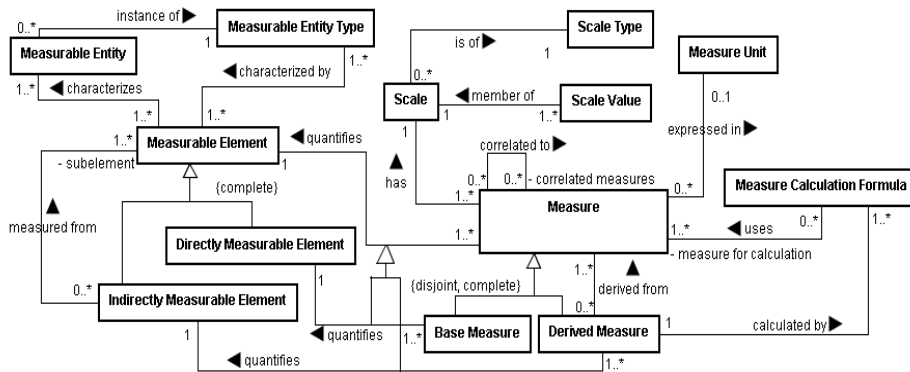 instance of ▶
0..*
1
Measurable Entity Type
Scale Type
is of ▶
1
Measure Unit
Measurable Entity
1..*
0..*
◀ characterized by
1..*
◀ characterizes
Scale
◀ member of
Scale Value
0..1
1
1..*
1..*
1..*
1
expressed in ▶
1..*
Measurable Element
◀ quantifies
correlated to ▶
- subelement
1
▲
has
0..*
0..*
- correlated measures
0..*
Measure Calculation Formula
{complete}
1..*
Measure
▲
measured from
0..*
1..*
◀ uses
Directly Measurable Element
1..*
1..*
- measure for calculation
1..*
▲
derived from
0..*
1
{disjoint, complete}
Indirectly Measurable Element
0..*
1
◀ quantifies
1..*
Base Measure
Derived Measure
1
calculated by ▶
1
◀ quantifies
1..*